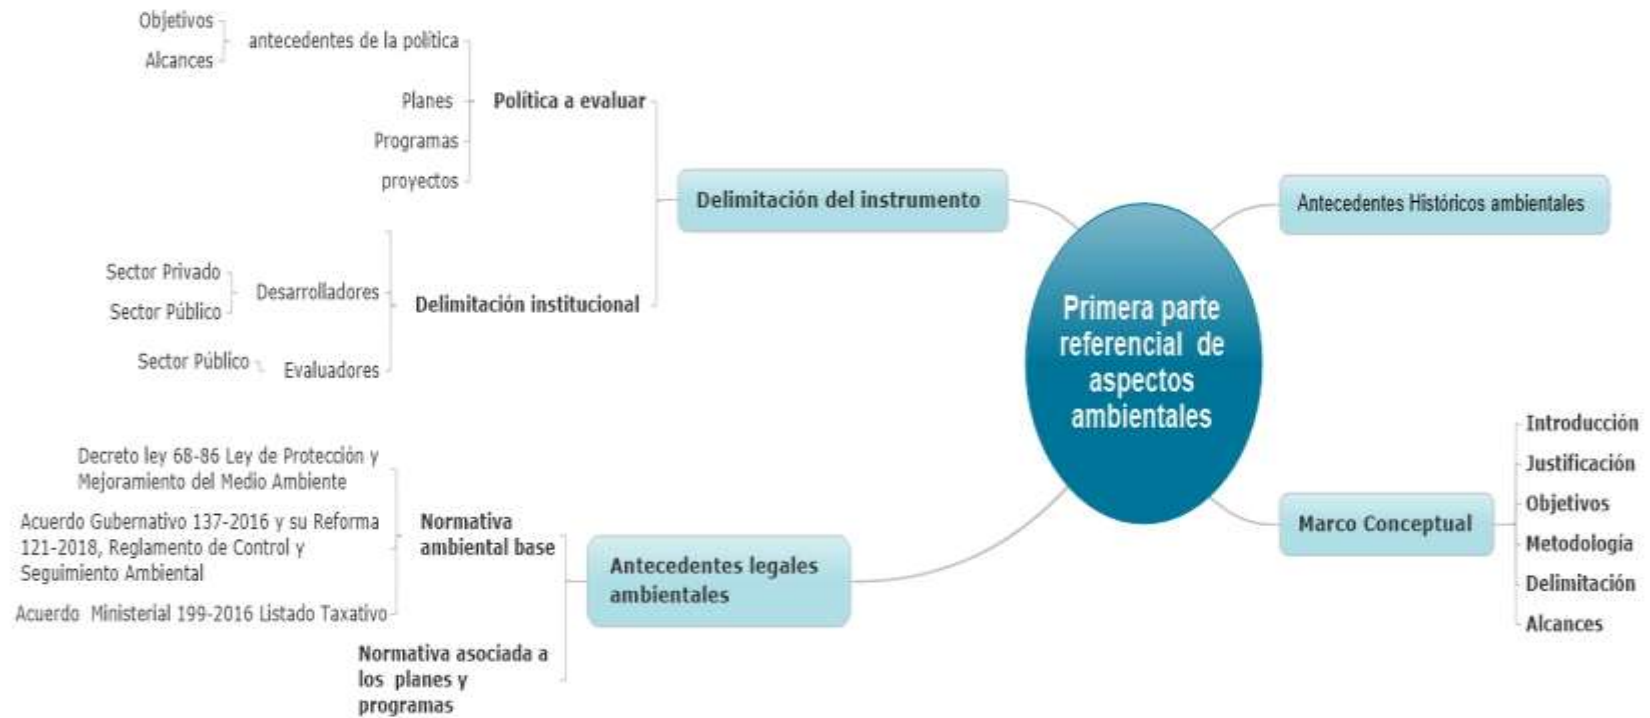 Objetivos
Alcances
antecedentes de la política
Planes
Programas
proyectos
Política a evaluar
Delimitación del instrumento
Sector Privado
Sector Público
Desarrolladores
Sector Público
Evaluadores
Delimitación institucional
Decreto ley 68-86 Ley de Protección y
Mejoramiento del Medio Ambiente
Acuerdo Gubernativo 137-2016 y su Reforma
121-2018, Reglamento de Control y
Seguimiento Ambiental
Acuerdo Ministerial 199-2016 Listado Taxativo
Normativa
ambiental base
Normativa asociada a
los planes y
programas
Antecedentes legales
ambientales
Primera parte
referencial de
aspectos
ambientales
Antecedentes Históricos ambientales
Marco Conceptual
Introducción
Justificación
Objetivos
Metodología
Delimitación
Alcances